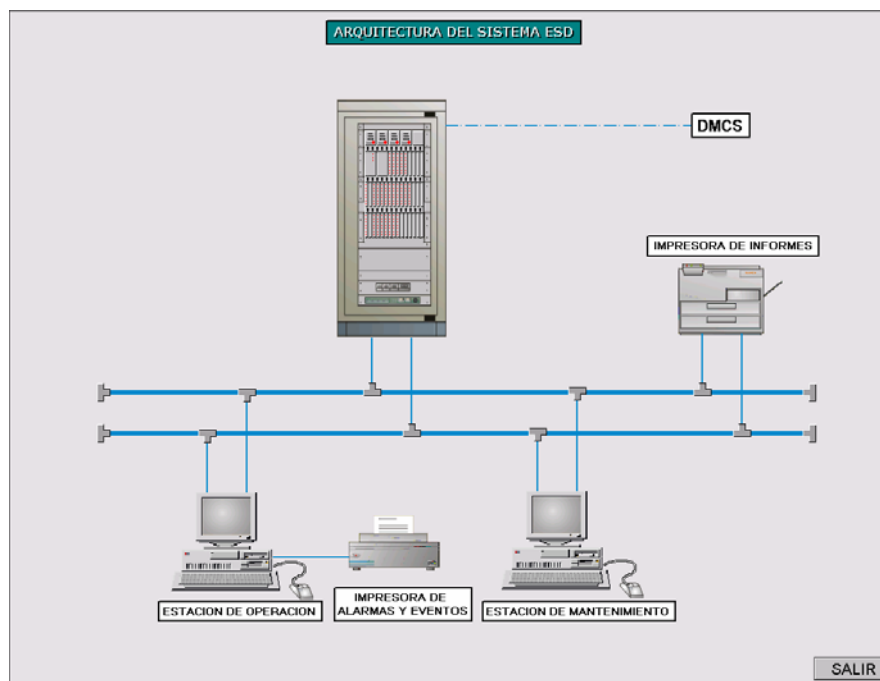 ARQUITECTURA DEL SISTEMA ESD
DMCS
IMPRESORA DE INFORMES
ESTACION DE OPERACION
IMPRESORA DE
ALARMAS Y EVENTOS
ESTACION DE MANTENIMIENTO
SALIR